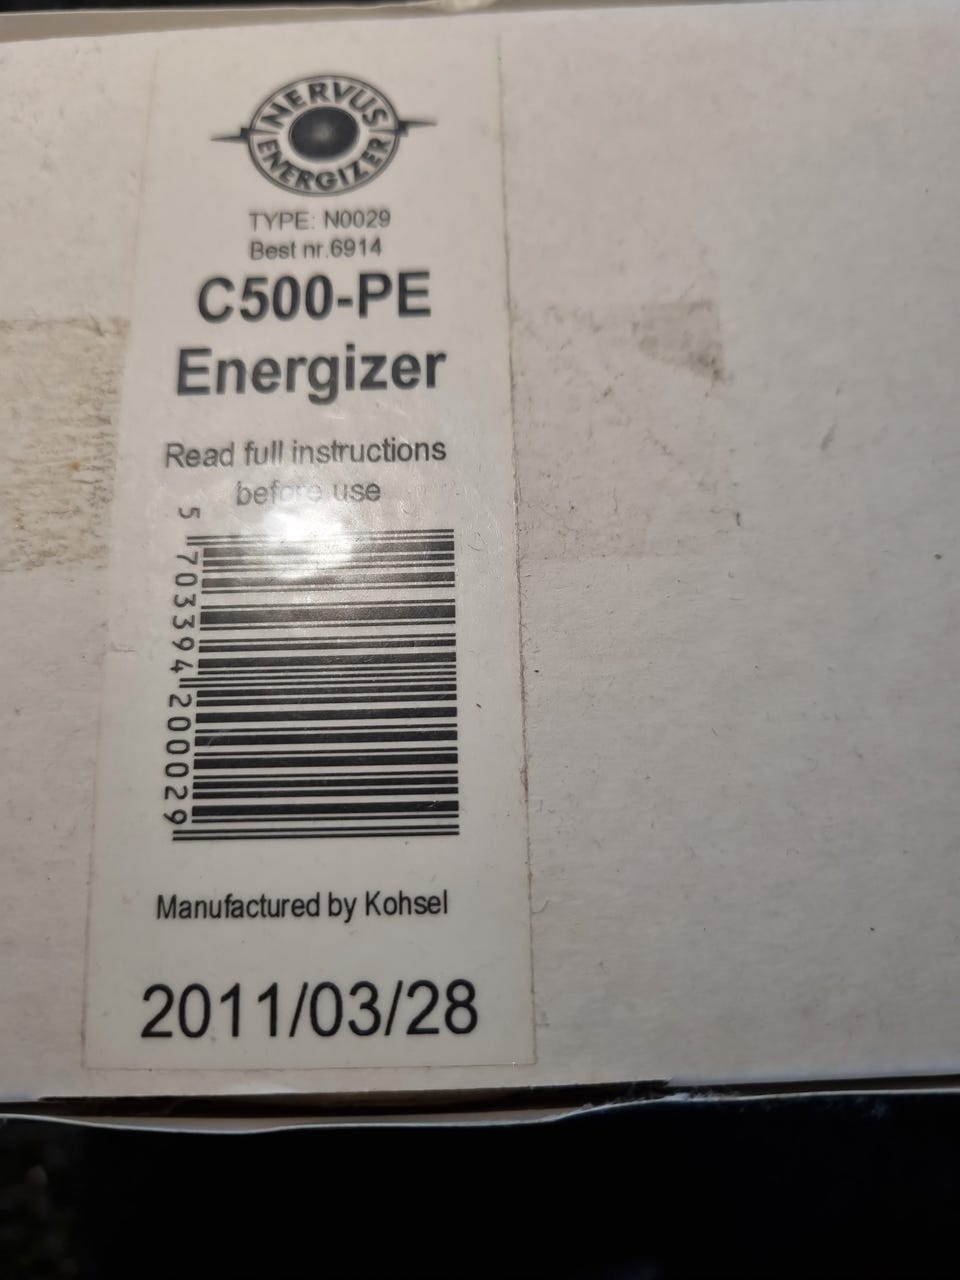 NERVUS
ENERGIZER
TYPE: N0029
Best nr.6914
C500-PE
Energizer
Read full instructions
before use
5 703394 200029
Manufactured by Kohsel
2011/03/28